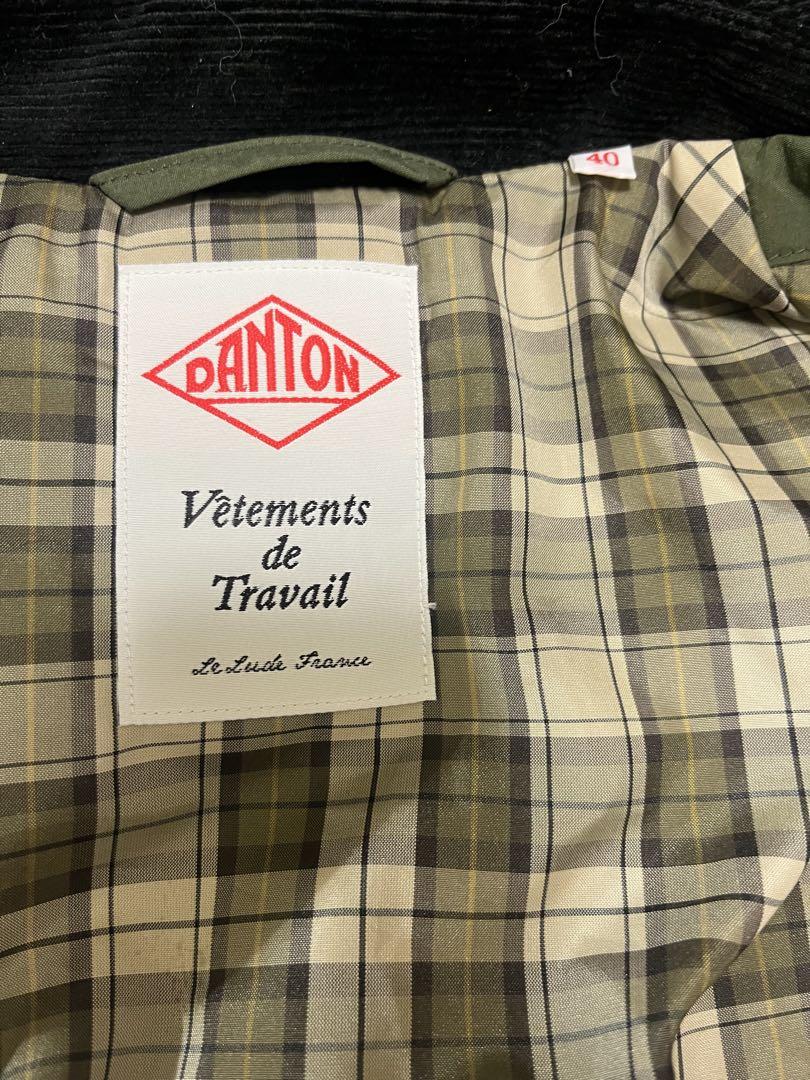 40
DANTON
Vêtements
de
Travail
Le Lude France